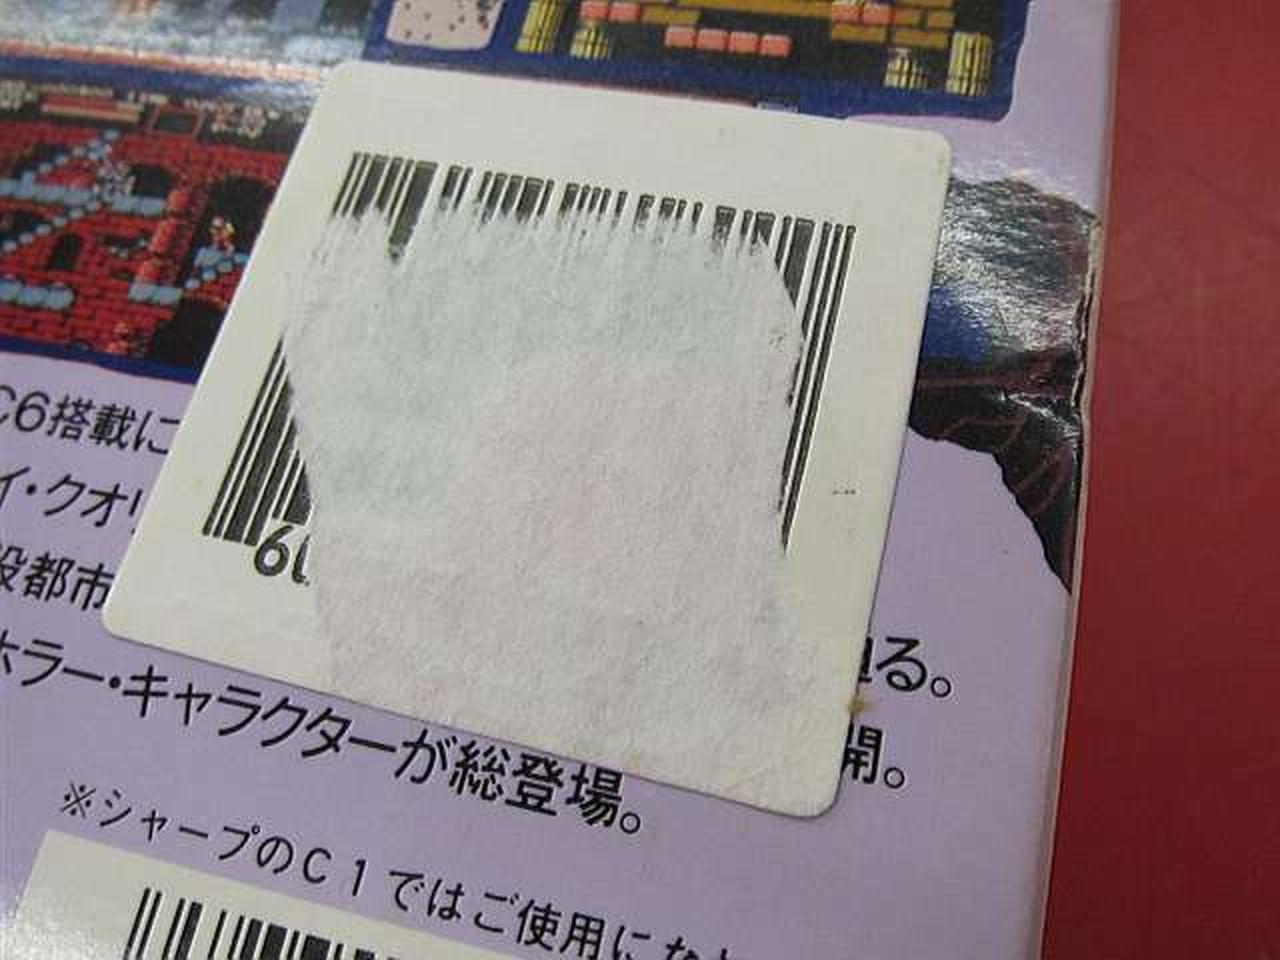 C6搭載に
イ・クオリ
設都市
る。
ホラー・キャラクターが総登場。
開。
※シャープのC1ではご使用にな